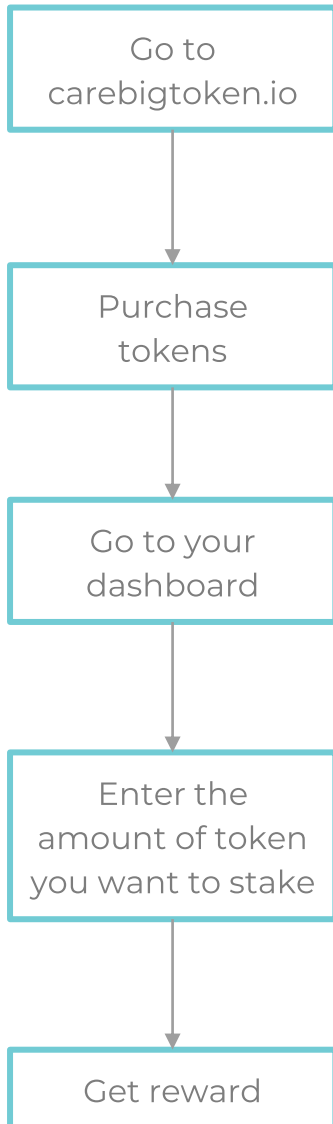 Go to
carebigtoken.io
Purchase
tokens
Go to your
dashboard
Enter the
amount of token
you want to stake
Get reward